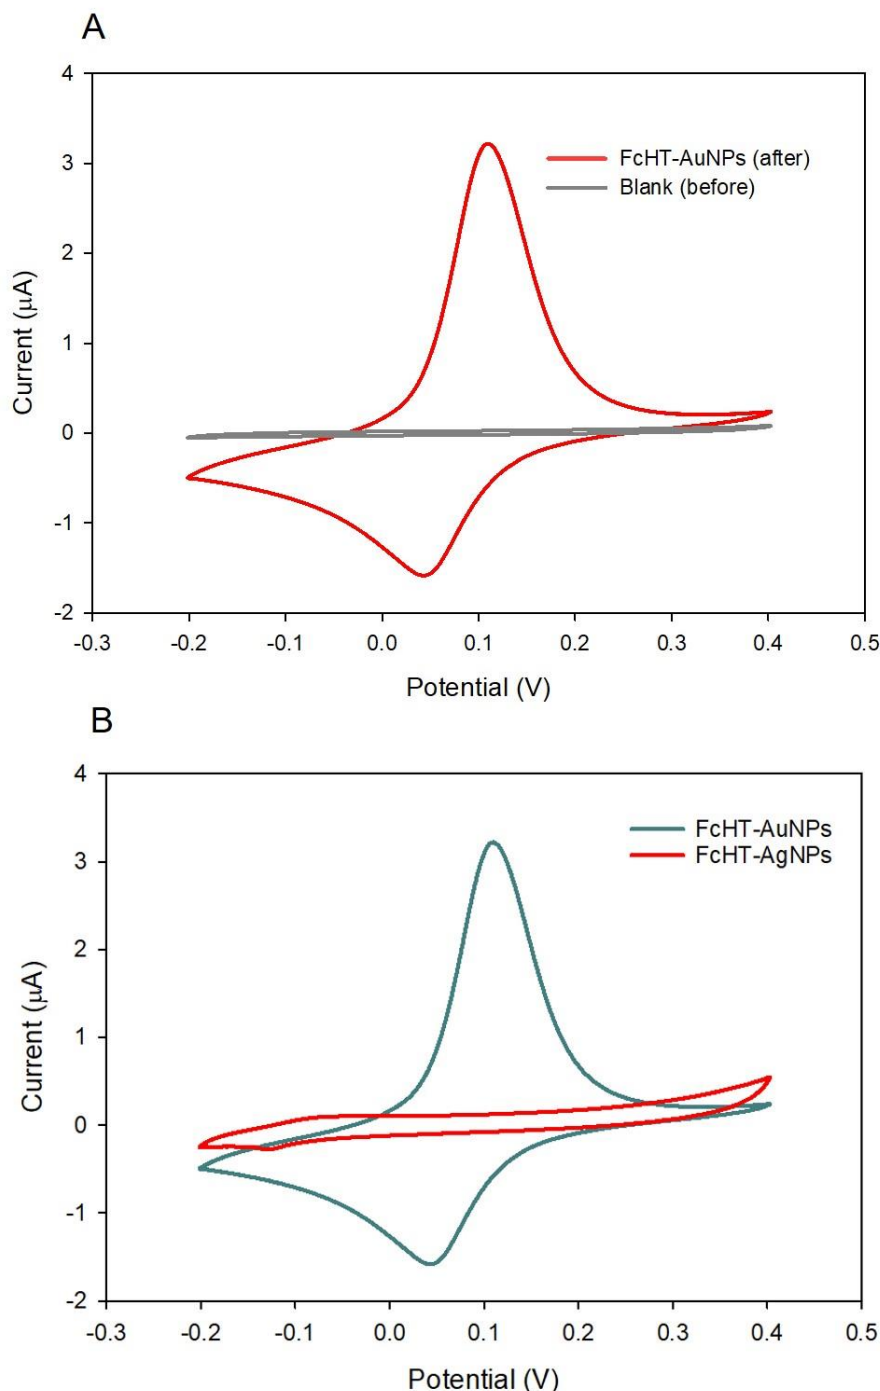 A
4
3
2
1
0
-1
-2
Current (μA)
FcHT-AuNPs (after)
Blank (before)
-0.3 -0.2 -0.1 0.0 0.1 0.2 0.3 0.4 0.5
Potential (V)
B
4
3
2
1
0
-1
-2
Current (μA)
FcHT-AuNPs
FcHT-AgNPs
-0.3 -0.2 -0.1 0.0 0.1 0.2 0.3 0.4 0.5
Potential (V)